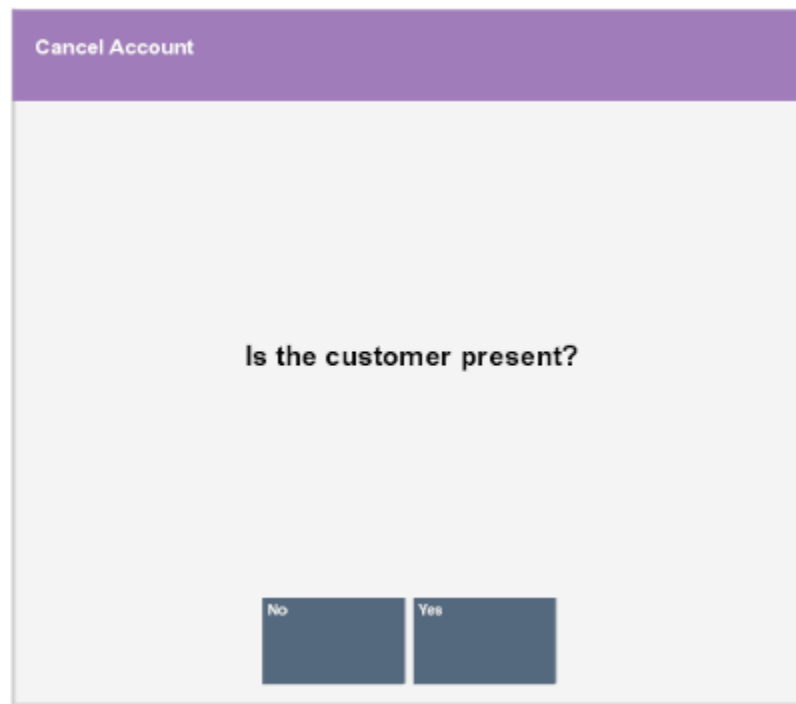 Cancel Account
Is the customer present?
No
Yes